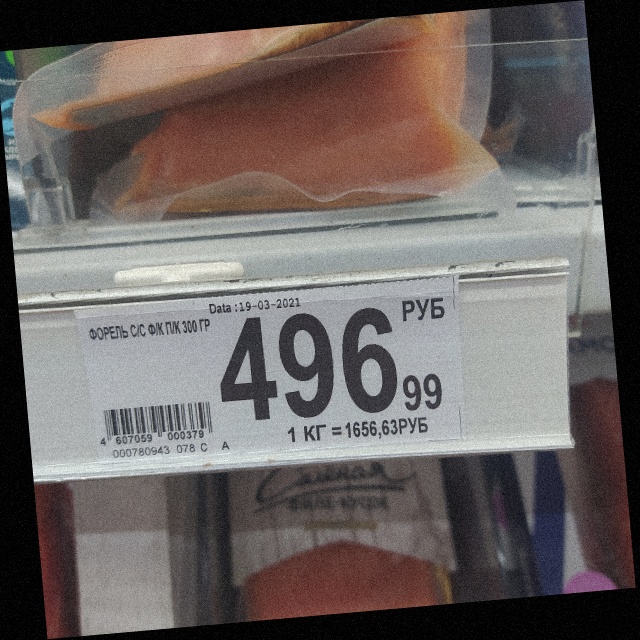 Data :19-03-2021
ФОРЕЛЬ С/С Ф/К П/К 300 ГР
496 99 РУБ
1 КГ =1656,63РУБ
4 607059 000379
000780943 078 С А